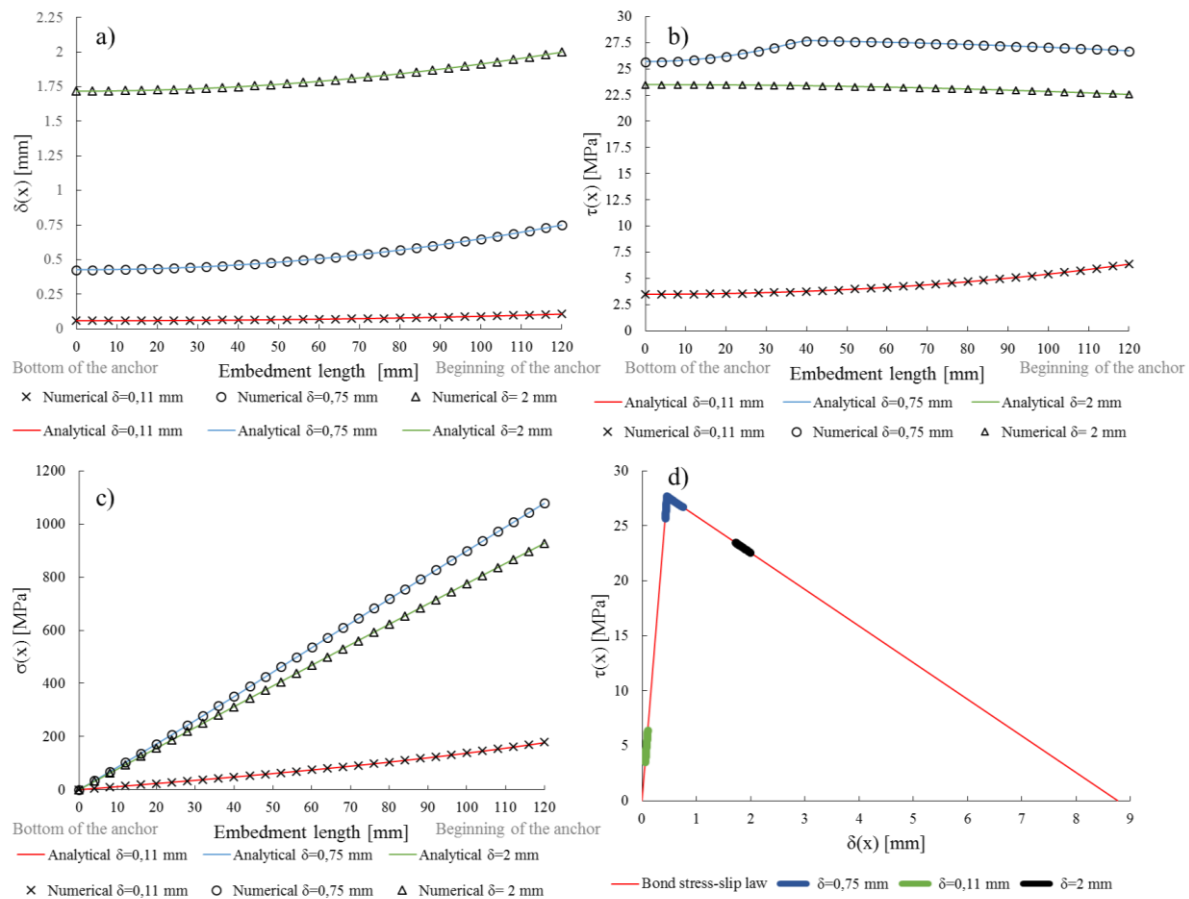 a)
2.25
2
1.75
1.5
1.25
1
0.75
0.5
0.25
0
δ(x) [mm]
0 10 20 30 40 50 60 70 80 90 100 110 120
Bottom of the anchor Embedment length [mm] Beginning of the anchor
Numerical δ=0,11 mm Numerical δ=0,75 mm Numerical δ= 2 mm
Analytical δ=0,11 mm Analytical δ=0,75 mm Analytical δ=2 mm
b)
30
27.5
25
22.5
20
17.5
15
12.5
10
7.5
5
2.5
0
τ(x) [MPa]
0 10 20 30 40 50 60 70 80 90 100 110 120
Bottom of the anchor Embedment length [mm] Beginning of the anchor
Analytical δ=0,11 mm Analytical δ=0,75 mm Analytical δ=2 mm
Numerical δ=0,11 mm Numerical δ=0,75 mm Numerical δ= 2 mm
c)
1200
1000
800
600
400
200
0
σ(x) [MPa]
0 10 20 30 40 50 60 70 80 90 100 110 120
Bottom of the anchor Embedment length [mm] Beginning of the anchor
Analytical δ=0,11 mm Analytical δ=0,75 mm Analytical δ=2 mm
Numerical δ=0,11 mm Numerical δ=0,75 mm Numerical δ= 2 mm
d)
30
25
20
15
10
5
0
τ(x) [MPa]
0 1 2 3 4 5 6 7 8 9
δ(x) [mm]
Bond stress-slip law δ=0,75 mm δ=0,11 mm δ=2 mm